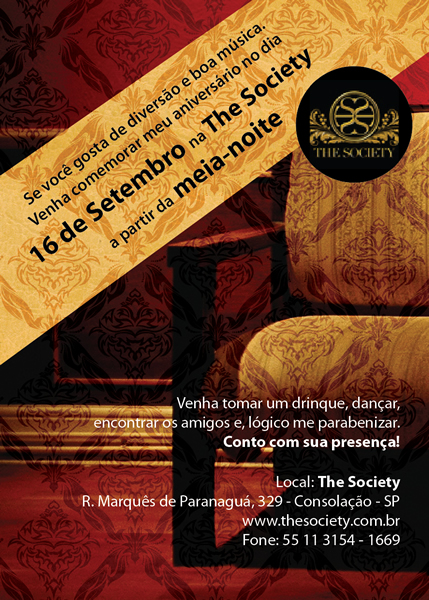 Se você gosta de diversão e boa música.
Venha comemorar meu aniversário no dia
16 de Setembro na The Society
a partir da meia-noite
THE SOCIETY
Venha tomar um drinque, dançar,
encontrar os amigos e, lógico me parabenizar.
Conto com sua presença!
Local: The Society
R. Marquês de Paranaguá, 329 - Consolação - SP
www.thesociety.com.br
Fone: 55 11 3154 - 1669